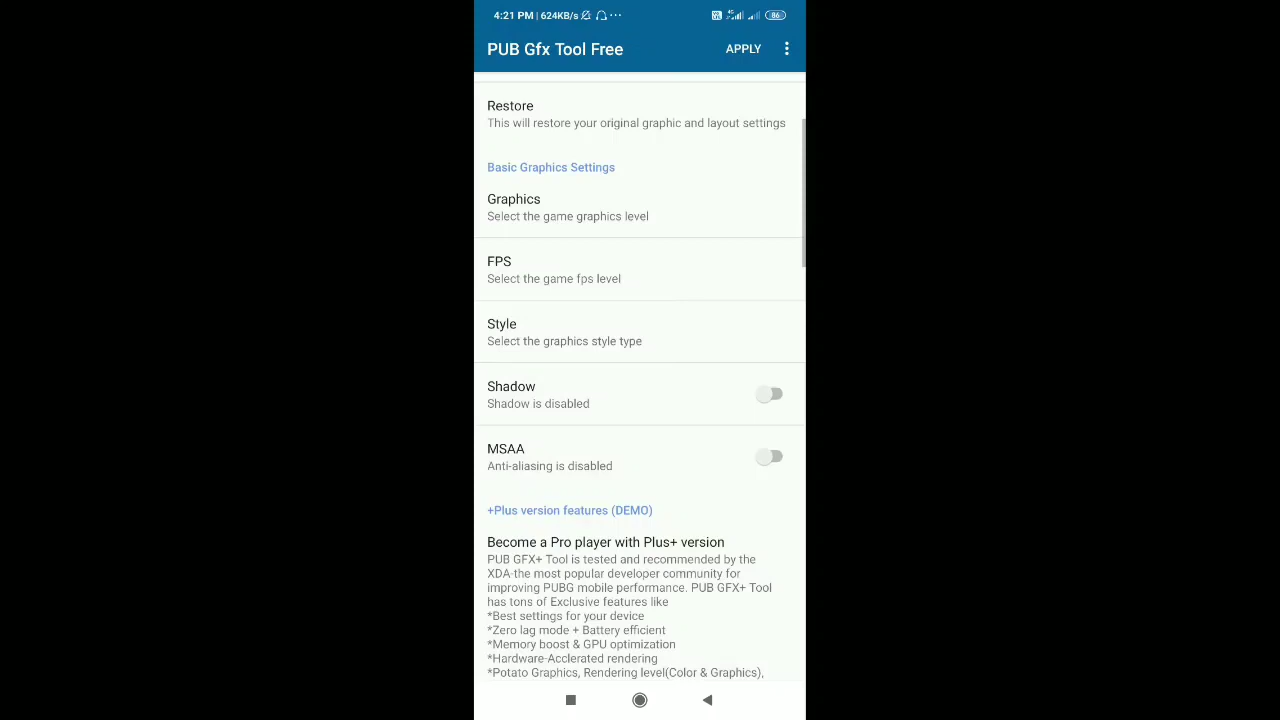 4:21 PM | 624KB/s
4G
86
PUB Gfx Tool Free
APPLY
Restore
This will restore your original graphic and layout settings
Basic Graphics Settings
Graphics
Select the game graphics level
FPS
Select the game fps level
Style
Select the graphics style type
Shadow
Shadow is disabled
MSAA
Anti-aliasing is disabled
+Plus version features (DEMO)
Become a Pro player with Plus+ version
PUB GFX+ Tool is tested and recommended by the
XDA-the most popular developer community for
improving PUBG mobile performance. PUB GFX+ Tool
has tons of Exclusive features like
*Best settings for your device
*Zero lag mode + Battery efficient
*Memory boost & GPU optimization
*Hardware-Acclerated rendering
*Potato Graphics, Rendering level(Color & Graphics),